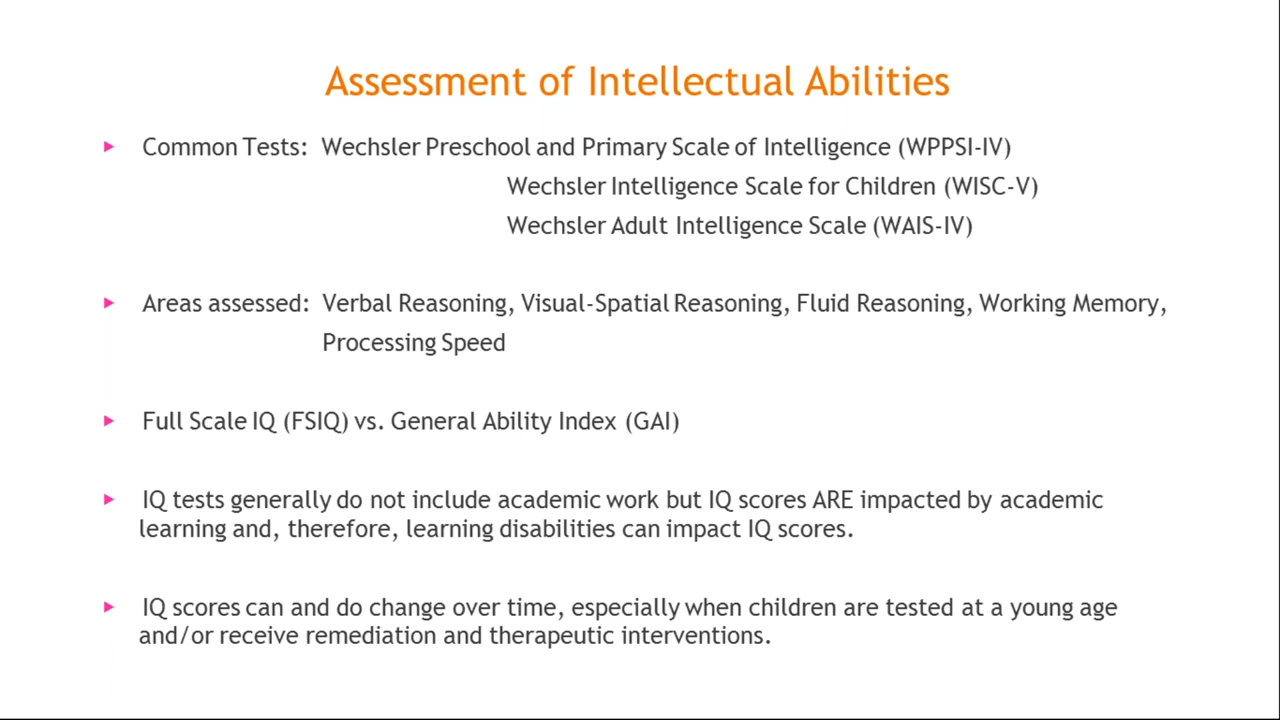 Assessment of Intellectual Abilities
Common Tests: Wechsler Preschool and Primary Scale of Intelligence (WPPSI-IV)
Wechsler Intelligence Scale for Children (WISC-V)
Wechsler Adult Intelligence Scale (WAIS-IV)
Areas assessed: Verbal Reasoning, Visual-Spatial Reasoning, Fluid Reasoning, Working Memory,
Processing Speed
Full Scale IQ (FSIQ) vs. General Ability Index (GAI)
IQ tests generally do not include academic work but IQ scores ARE impacted by academic
learning and, therefore, learning disabilities can impact IQ scores.
IQ scores can and do change over time, especially when children are tested at a young age
and/or receive remediation and therapeutic interventions.